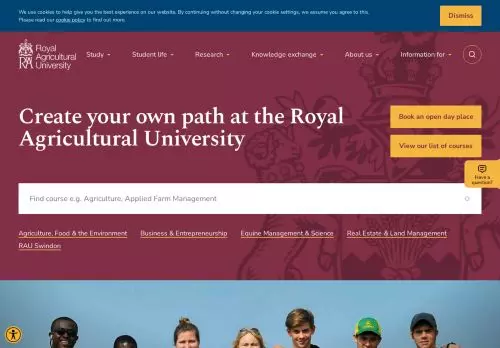 We use cookies to help give you the best experience on our website. By continuing without changing your cookie settings, we assume you agree to this.
Please read our cookie policy to find out more.
Dismiss
Royal
Agricultural
University
Study
Student life
Research
Knowledge exchange
About us
Information for
Create your own path at the Royal
Agricultural University
Book an open day place
View our list of courses
Have a
question?
Find course e.g. Agriculture, Applied Farm Management
Agriculture, Food & the Environment
Business & Entrepreneurship
Equine Management & Science
Real Estate & Land Management
RAU Swindon